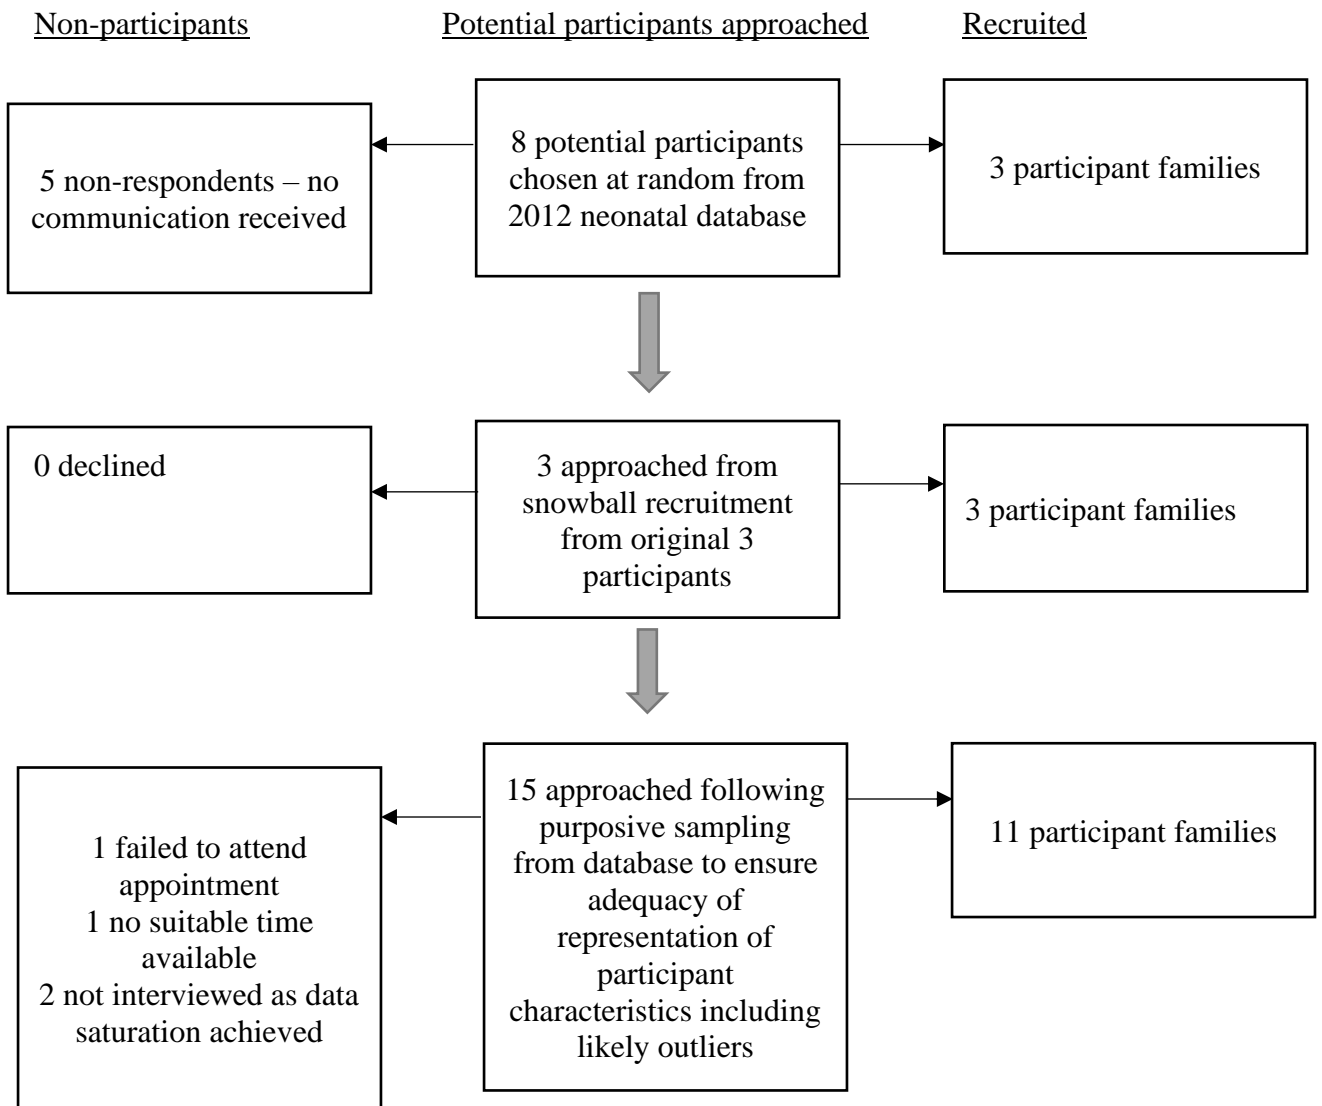 Non-participants
Potential participants approached
Recruited
5 non-respondents – no
communication received
8 potential participants
chosen at random from
2012 neonatal database
3 participant families
0 declined
3 approached from
snowball recruitment
from original 3
participants
3 participant families
1 failed to attend
appointment
1 no suitable time
available
2 not interviewed as data
saturation achieved
15 approached following
purposive sampling
from database to ensure
adequacy of
representation of
participant
characteristics including
likely outliers
11 participant families